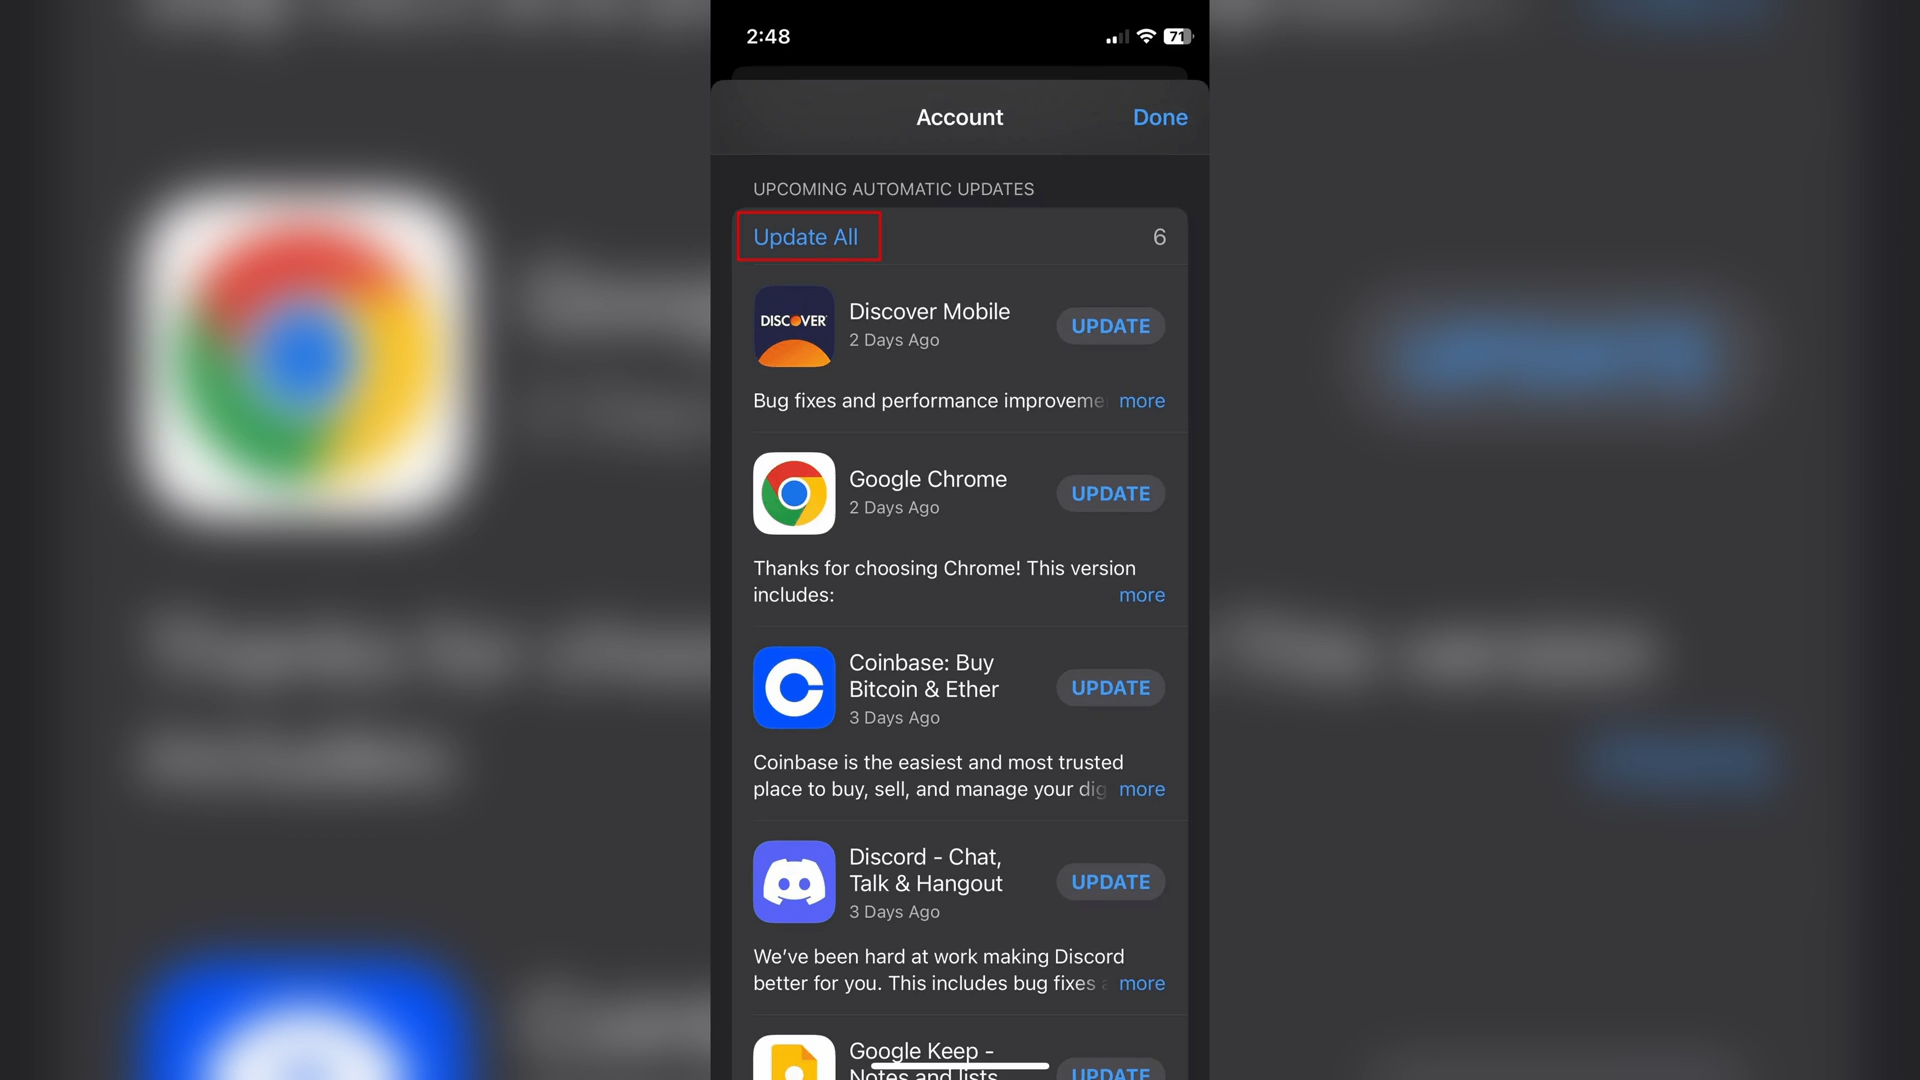 2:48
71
Account
Done
UPCOMING AUTOMATIC UPDATES
Update All
6
DISCOVER
Discover Mobile
2 Days Ago
UPDATE
Bug fixes and performance improveme
more
Google Chrome
2 Days Ago
UPDATE
Thanks for choosing Chrome! This version
includes:
more
Coinbase: Buy
Bitcoin & Ether
3 Days Ago
UPDATE
Coinbase is the easiest and most trusted
place to buy, sell, and manage your dig
more
Discord - Chat,
Talk & Hangout
3 Days Ago
UPDATE
We've been hard at work making Discord
better for you. This includes bug fixes a
more
Google Keep -
Notes and lists
UPDATE